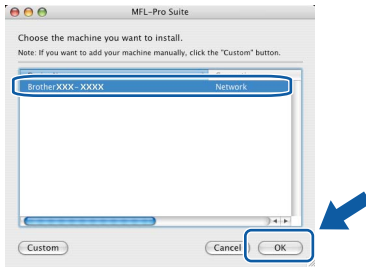 MFL-Pro Suite
Choose the machine you want to install.
Note: If you want to add your machine manually, click the "Custom" button.
BrotherXXX-XXXX Network
Custom Cancel OK